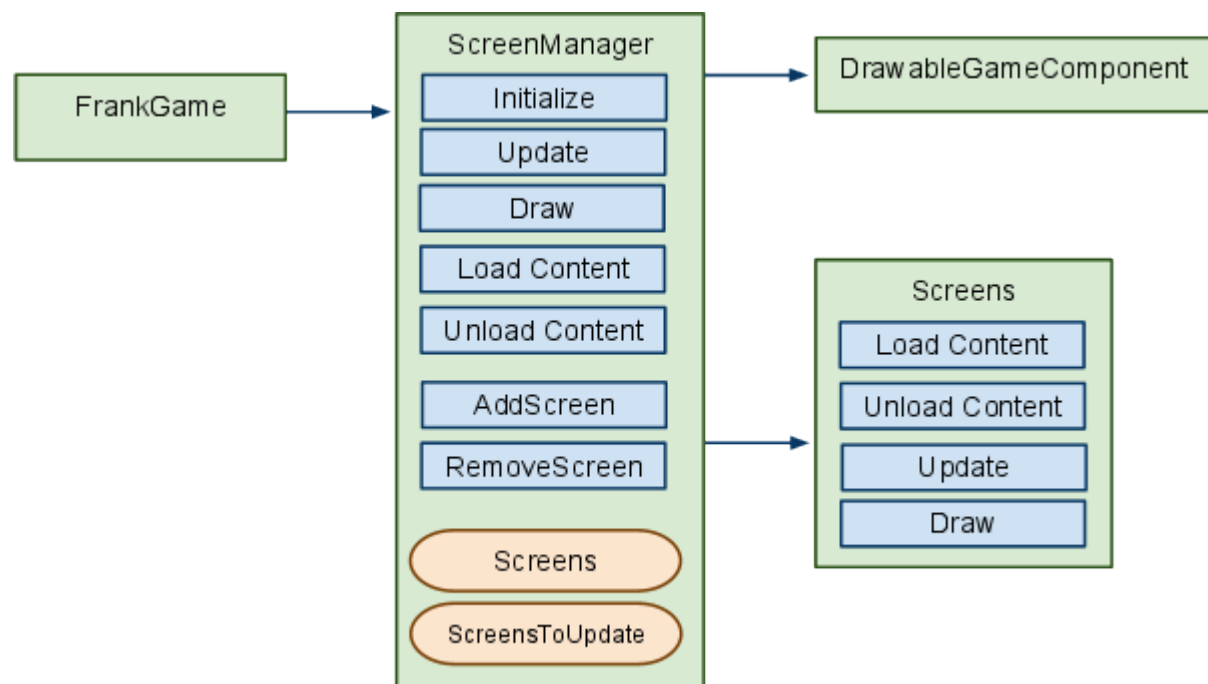 FrankGame
ScreenManager
Initialize
Update
Draw
Load Content
Unload Content
AddScreen
RemoveScreen
Screens
ScreensToUpdate
DrawableGameComponent
Screens
Load Content
Unload Content
Update
Draw